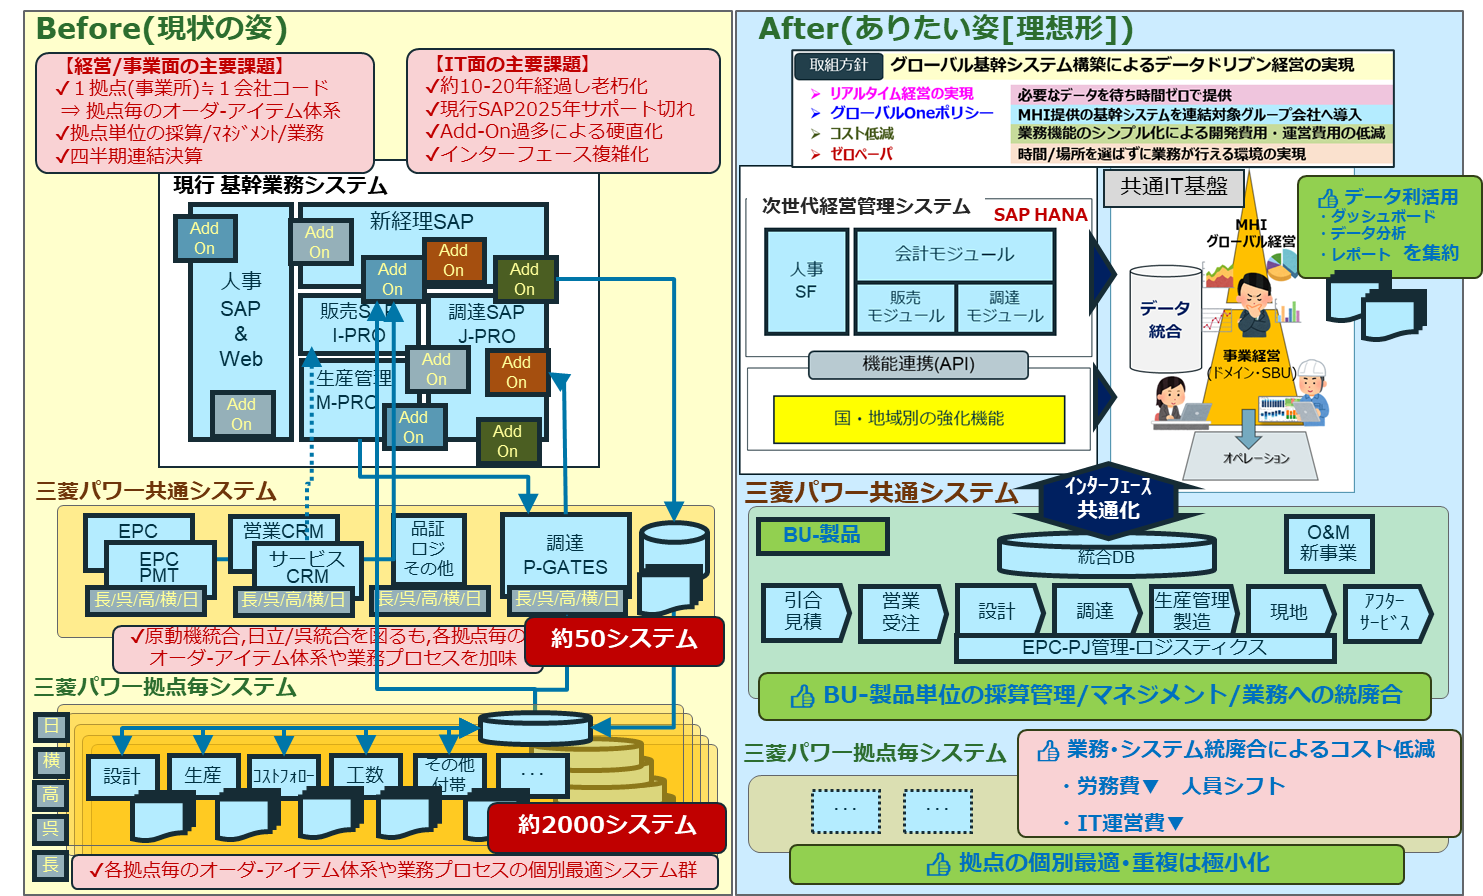 Before(現状の姿)
【経営/事業面の主要課題】
✓１拠点(事業所)≒１会社コード
⇒ 拠点毎のオーダ-アイテム体系
✓拠点単位の採算/ﾏﾈｼﾞﾒﾝﾄ/業務
✓四半期連結決算
【IT面の主要課題】
✓約10-20年経過し老朽化
✓現行SAP2025年サポート切れ
✓Add-On過多による硬直化
✓インターフェース複雑化
現行 基幹業務システム
Add
On
人事
SAP
&
Web
Add
On
新経理SAP
Add
On
Add
On
Add
On
Add
On
販売SAP
I-PRO
調達SAP
J-PRO
生産管理
M-PRO
Add
On
Add
On
Add
On
Add
On
三菱パワー共通システム
EPC
EPC
PMT
長/呉/高/横/日
営業CRM
サービス
CRM
長/呉/高/横/日
品証
ロジ
その他
長/呉/高/横/日
調達
P-GATES
長/呉/高/横/日
✓原動機統合,日立/呉統合を図るも,各拠点毎の
オーダ-アイテム体系や業務プロセスを加味
約50システム
三菱パワー拠点毎システム
日
横
高
呉
長
設計
生産
ｺｽﾄﾌｫﾛｰ
工数
その他
付帯
･･･
約2000システム
✓各拠点毎のオーダ-アイテム体系や業務プロセスの個別最適システム群
After(ありたい姿[理想形])
取組方針
グローバル基幹システム構築によるデータドリブン経営の実現
➢ リアルタイム経営の実現
必要なデータを待ち時間ゼロで提供
➢ グローバルOneポリシー
MHI提供の基幹システムを連結対象グループ会社へ導入
➢ コスト低減
業務機能のシンプル化による開発費用・運営費用の低減
➢ ゼロペーパ
時間/場所を選ばずに業務が行える環境の実現
次世代経営管理システム
SAP HANA
人事
SF
会計モジュール
販売
モジュール
調達
モジュール
機能連携(API)
国・地域別の強化機能
共通IT基盤
データ
統合
MHI
グローバル経営
事業経営
(ドメイン・SBU)
オペレーション
データ利活用
・ダッシュボード
・データ分析
・レポート を集約
三菱パワー共通システム
ｲﾝﾀｰﾌｪｰｽ
共通化
BU-製品
統合DB
O&M
新事業
引合
見積
営業
受注
設計
調達
生産管理
製造
現地
ｱﾌﾀｰ
ｻｰﾋﾞｽ
EPC-PJ管理-ロジスティクス
BU-製品単位の採算管理/マネジメント/業務への統廃合
三菱パワー拠点毎システム
･･･
･･･
業務･システム統廃合によるコスト低減
・労務費▼ 人員シフト
・IT運営費▼
拠点の個別最適･重複は極小化